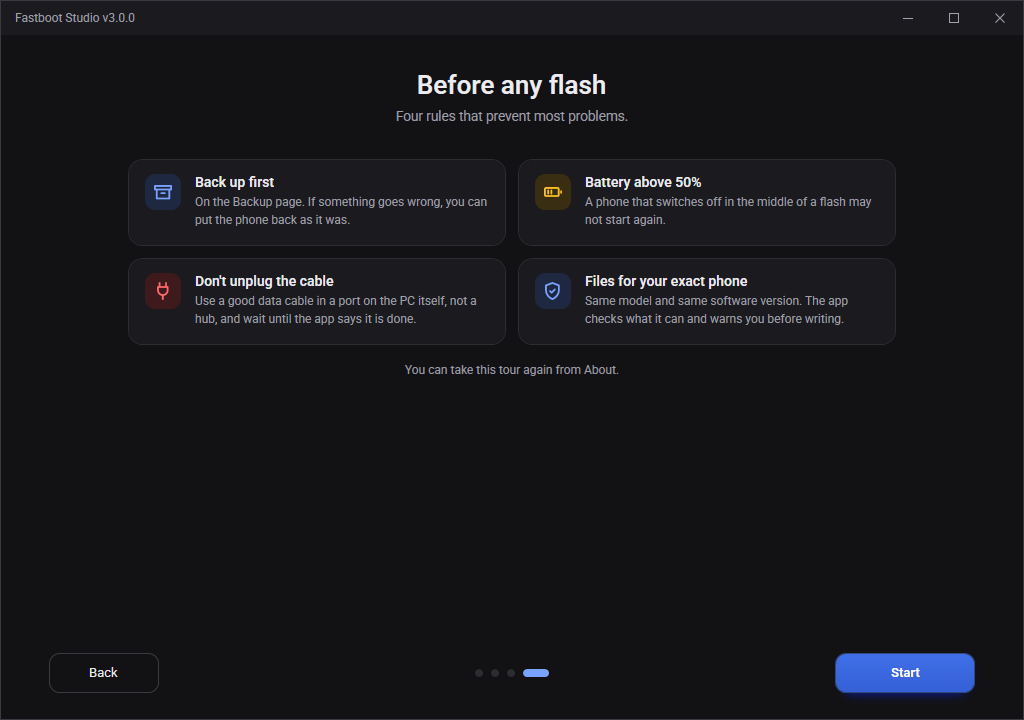 Fastboot Studio v3.0.0
Before any flash
Four rules that prevent most problems.
Back up first
On the Backup page. If something goes wrong, you can
put the phone back as it was.
Battery above 50%
A phone that switches off in the middle of a flash may
not start again.
Don't unplug the cable
Use a good data cable in a port on the PC itself, not a
hub, and wait until the app says it is done.
Files for your exact phone
Same model and same software version. The app
checks what it can and warns you before writing.
You can take this tour again from About.
Back
Start